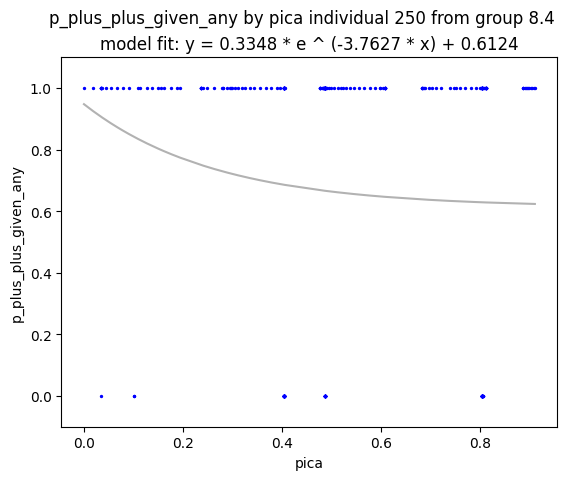 p_plus_plus_given_any by pica individual 250 from group 8.4
model fit: y = 0.3348 * e ^ (-3.7627 * x) + 0.6124
1.0
0.8
0.6
0.4
0.2
0.0
p_plus_plus_given_any
0.0 0.2 0.4 0.6 0.8
pica